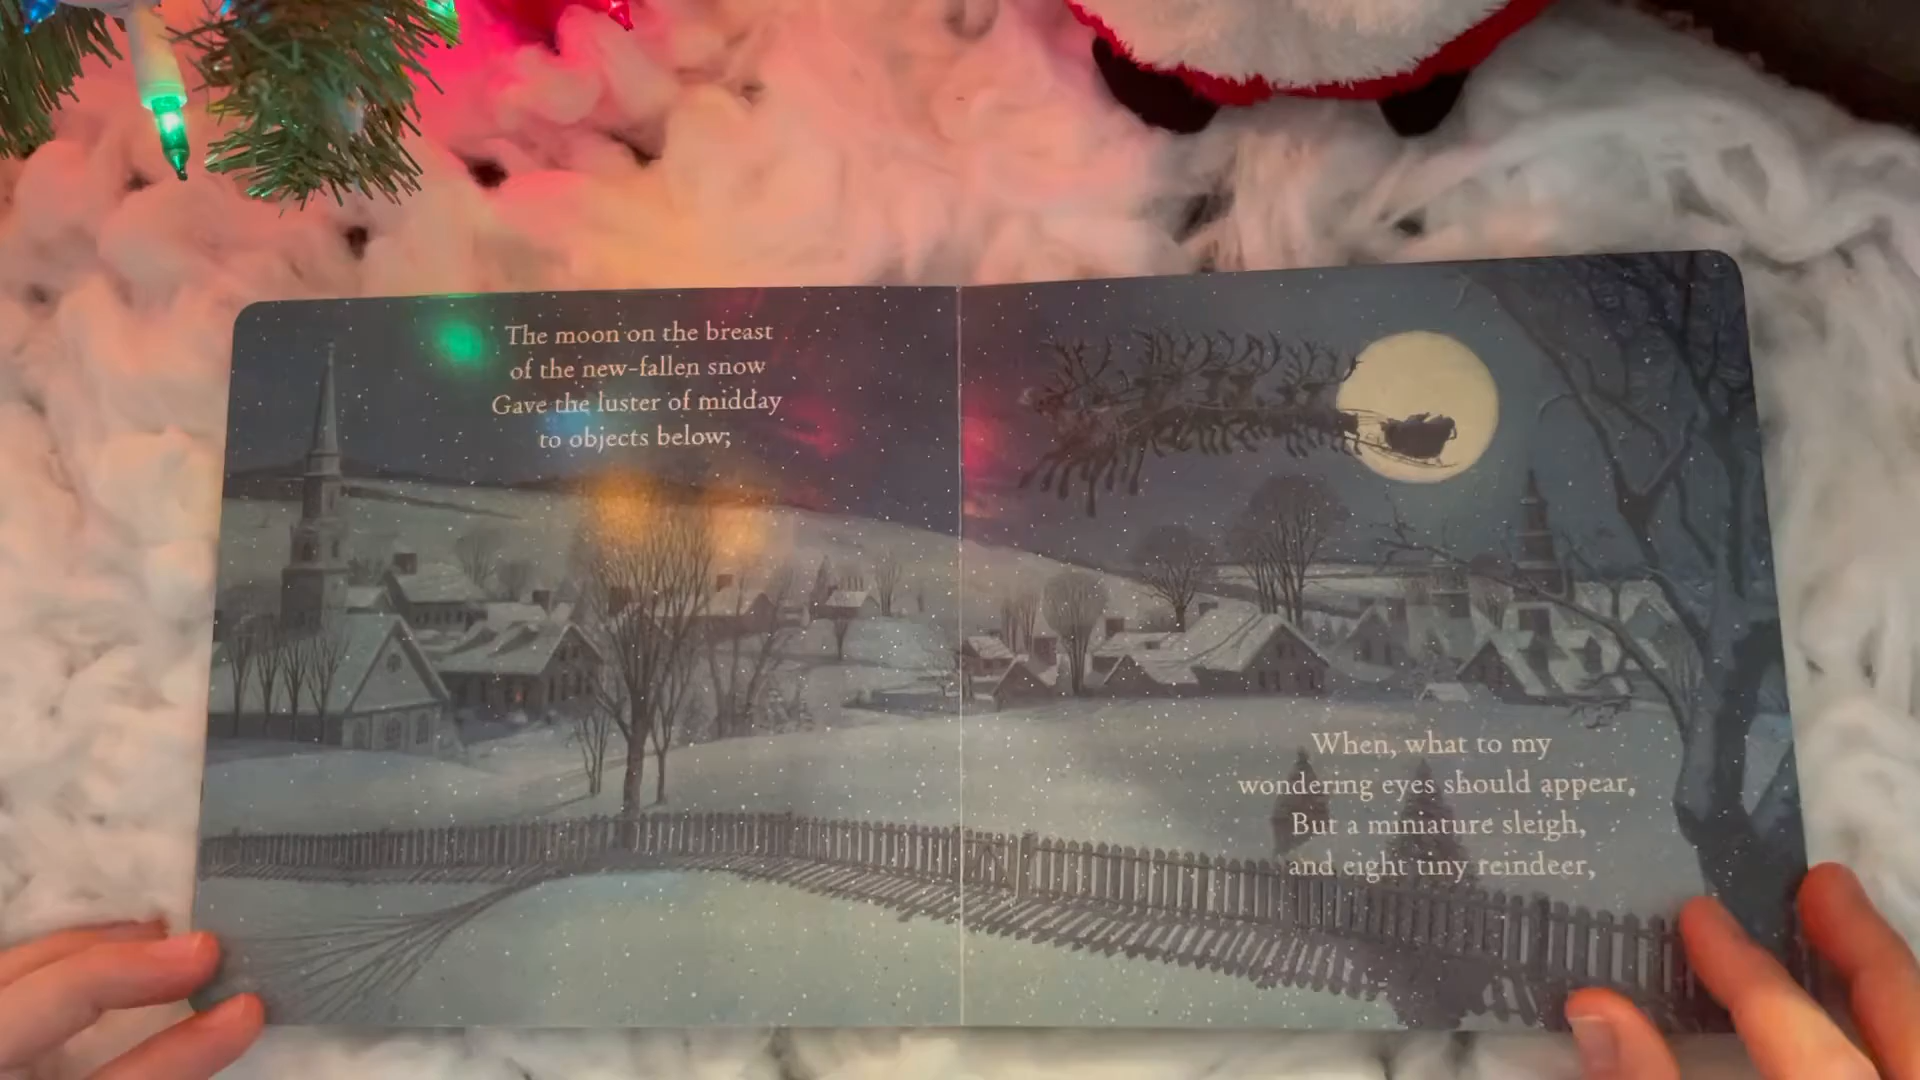 The moon on the breast
of the new-fallen snow
Gave the luster of midday
to objects below;
When, what to my
wondering eyes should appear,
But a miniature sleigh,
and eight tiny reindeer,